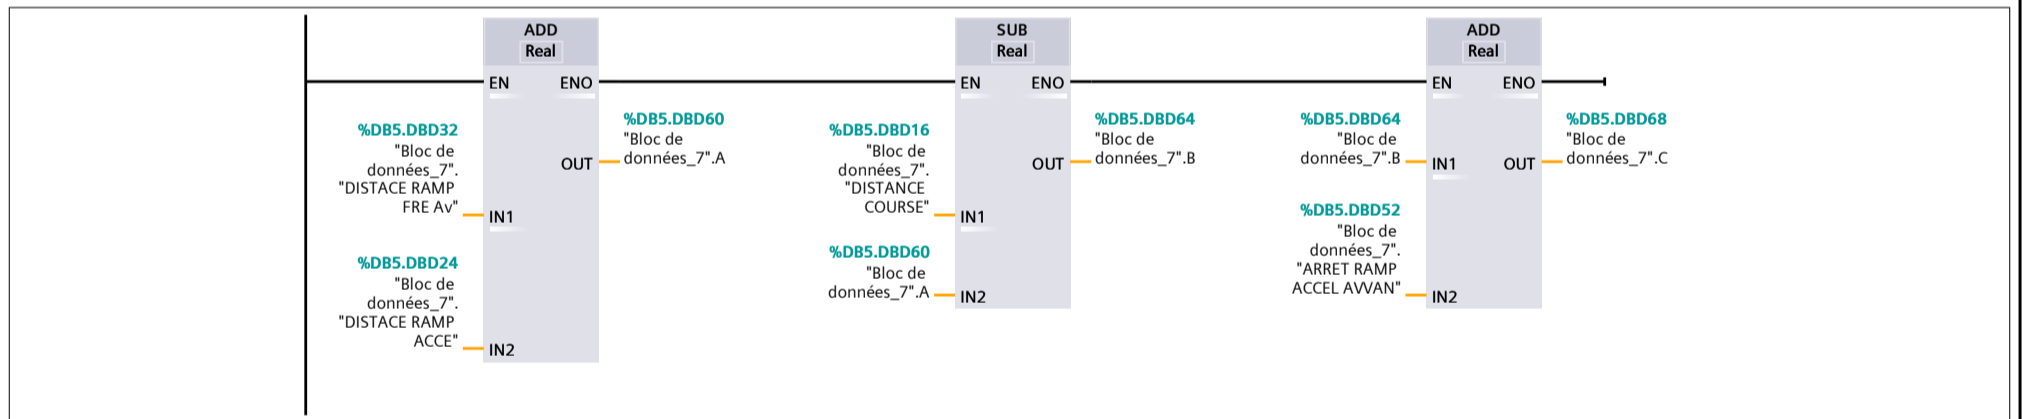 ADD
Real
EN ENO
%DB5.DBD32
"Bloc de
données_7".
"DISTACE RAMP
FRE Av"
IN1
%DB5.DBD24
"Bloc de
données_7".
"DISTACE RAMP
ACCE"
IN2
OUT
%DB5.DBD60
"Bloc de
données_7".A
SUB
Real
EN ENO
%DB5.DBD16
"Bloc de
données_7".
"DISTANCE
COURSE"
IN1
%DB5.DBD60
"Bloc de
données_7".A
IN2
OUT
%DB5.DBD64
"Bloc de
données_7".B
ADD
Real
EN ENO
%DB5.DBD64
"Bloc de
données_7".B
IN1
%DB5.DBD52
"Bloc de
données_7".
"ARRET RAMP
ACCEL AVVAN"
IN2
OUT
%DB5.DBD68
"Bloc de
données_7".C